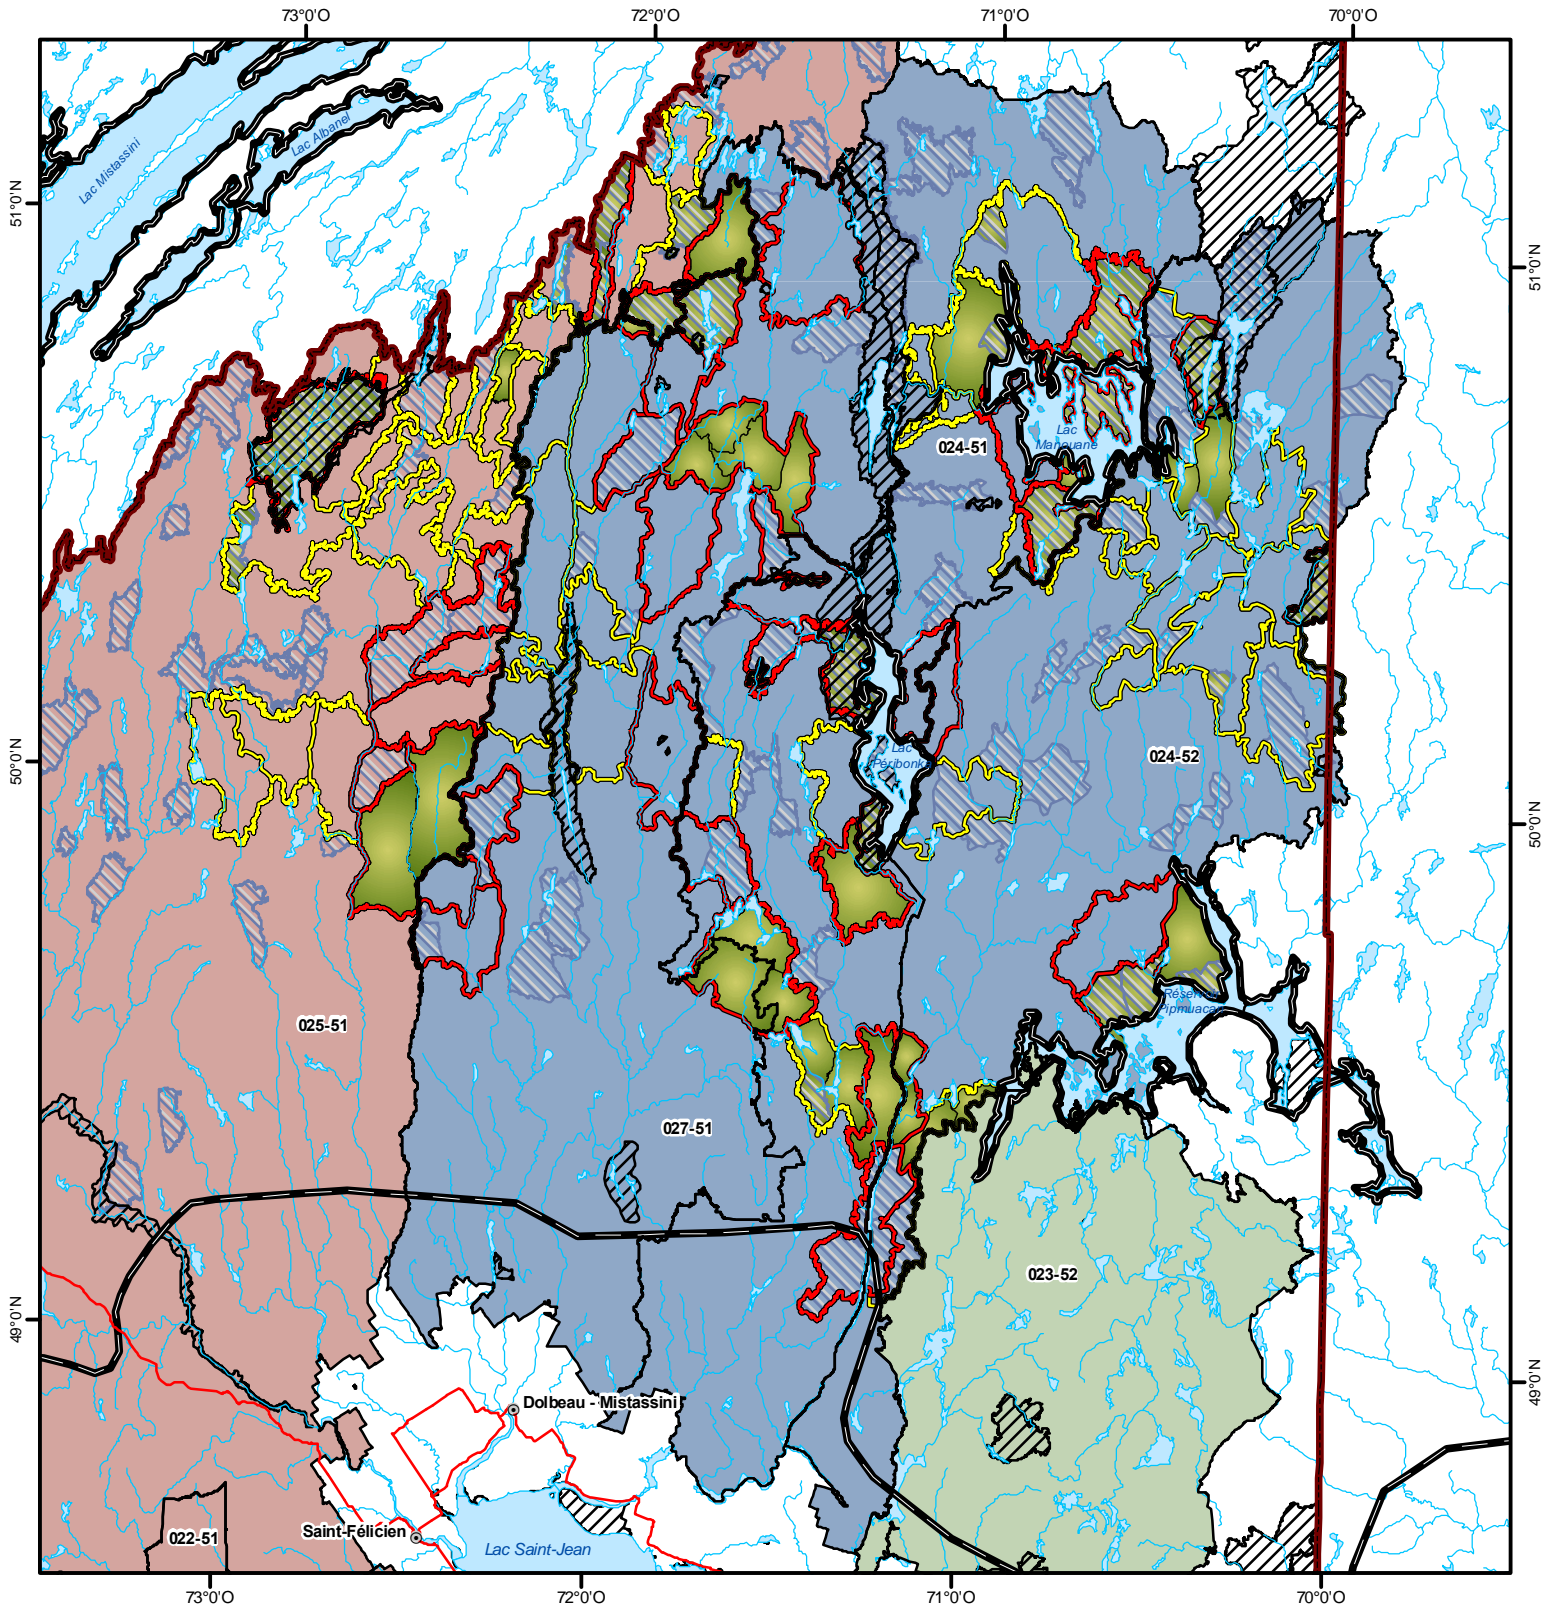 73°0'O 72°0'O 71°0'O 70°0'O
Lac Mistassini
Lac Albanel
51°0'N
51°0'N
Lac
Manouane
024-51
024-52
Lac
Péribonka
50°0'N
50°0'N
Réservoir
Pipmuacan
025-51
027-51
023-52
49°0'N
49°0'N
Dolbeau - Mistassini
Saint-Félicien
022-51
Lac Saint-Jean
73°0'O 72°0'O 71°0'O 70°0'O